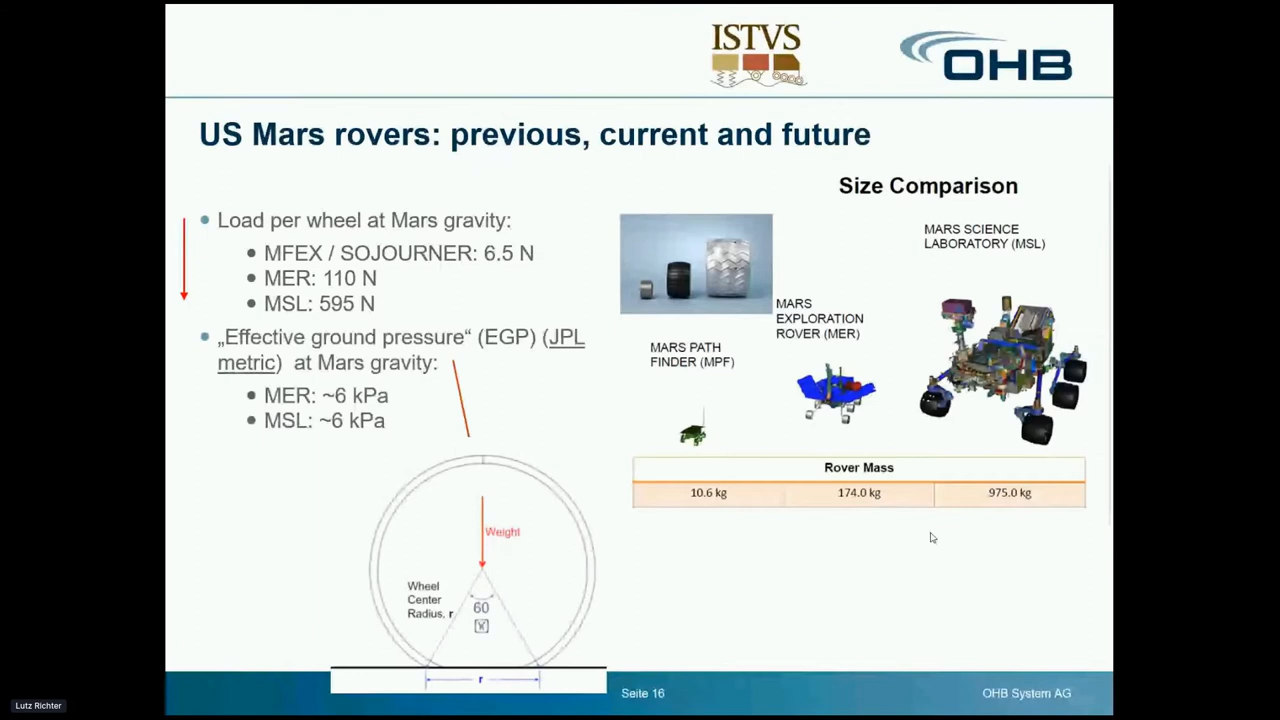 ISTVS
OHB
US Mars rovers: previous, current and future
Size Comparison
Load per wheel at Mars gravity:
MFEX / SOJOURNER: 6.5 N
MER: 110 N
MSL: 595 N
„Effective ground pressure“ (EGP) (JPL
metric) at Mars gravity:
MER: ~6 kPa
MSL: ~6 kPa
MARS SCIENCE
LABORATORY (MSL)
MARS
EXPLORATION
ROVER (MER)
MARS PATH
FINDER (MPF)
Rover Mass
10.6 kg 174.0 kg 975.0 kg
Weight
Wheel
Center
Radius, r
60
r
Seite 16
OHB System AG
Lutz Richter